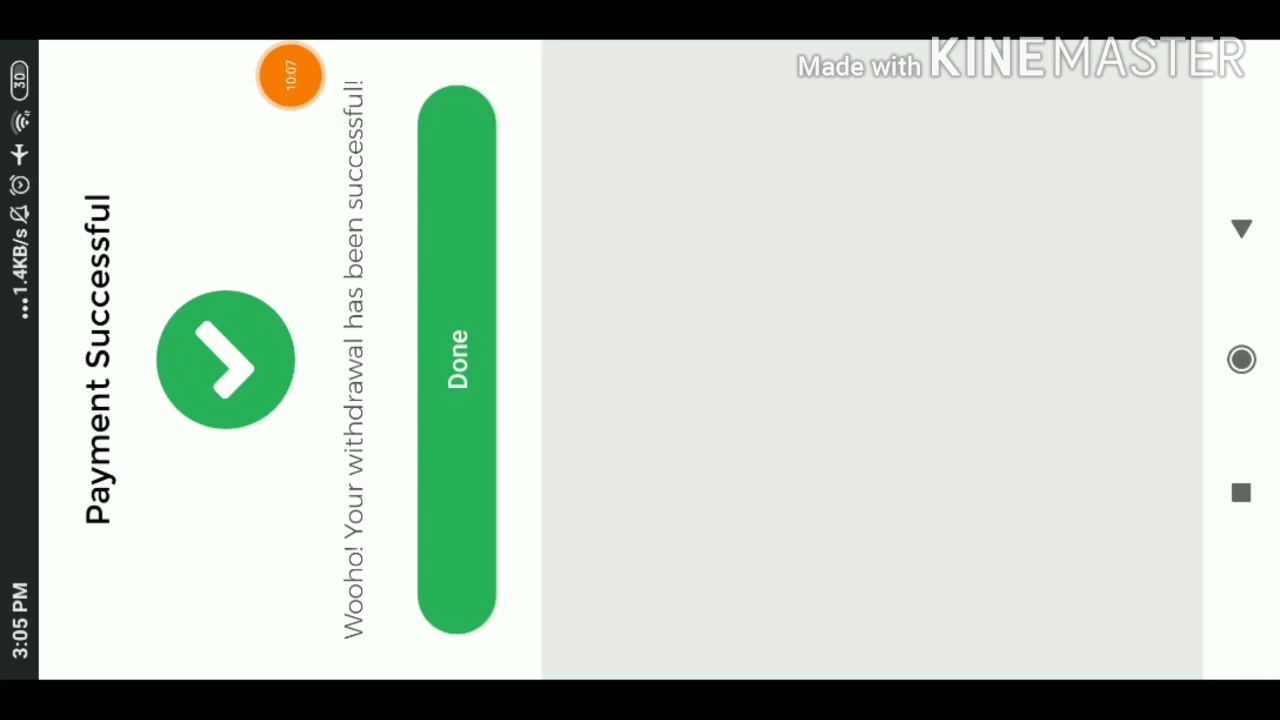 Made with KINEMASTER
3:05 PM
...1.4KB/s
30
Payment Successful
10:07
Wooho! Your withdrawal has been successful!
Done